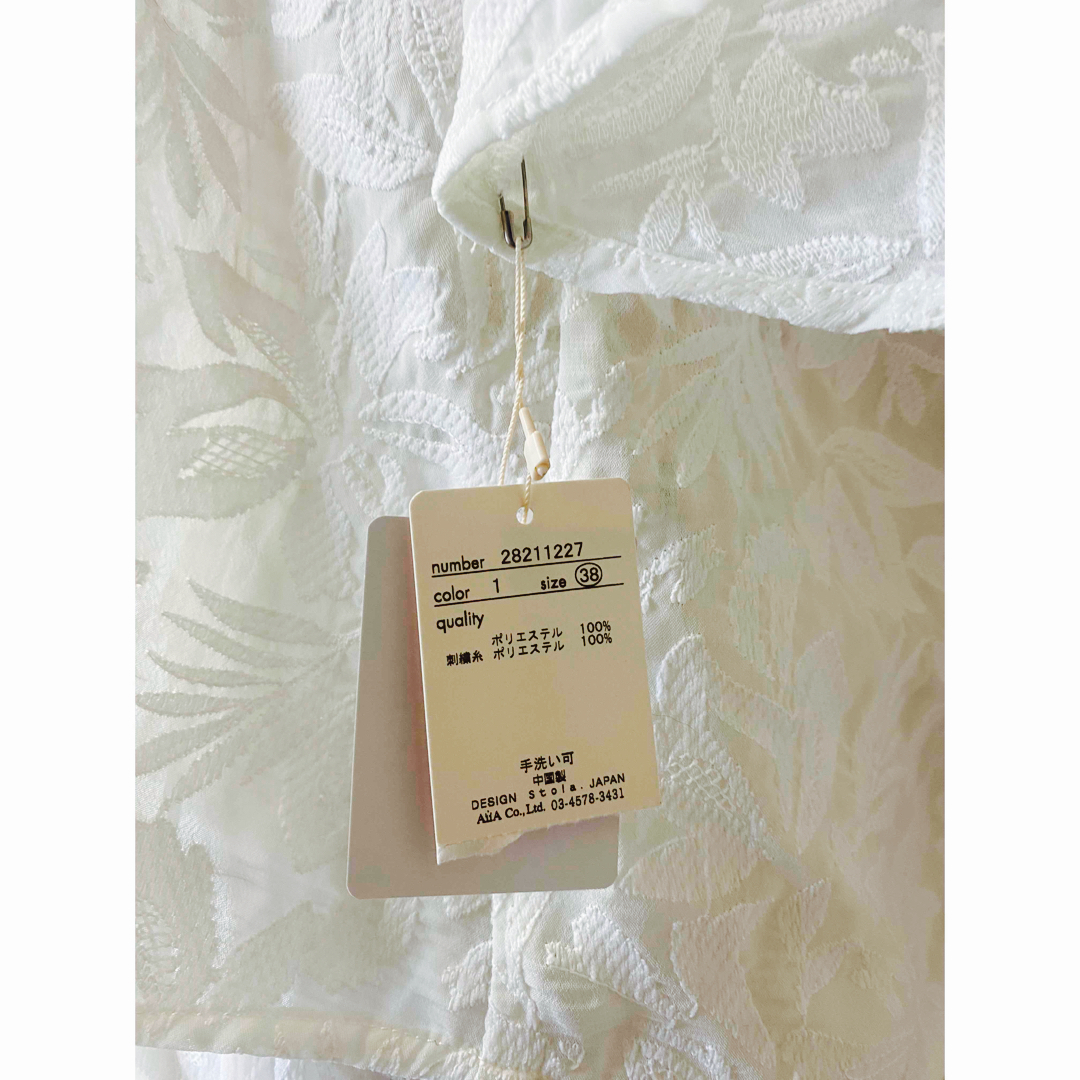 number 28211227
color 1 size 38
quality
ポリエステル 100%
刺繍糸 ポリエステル 100%
手洗い可
中国製
DESIGN Stola. JAPAN
AúA Co.,Ltd. 03-4578-3431